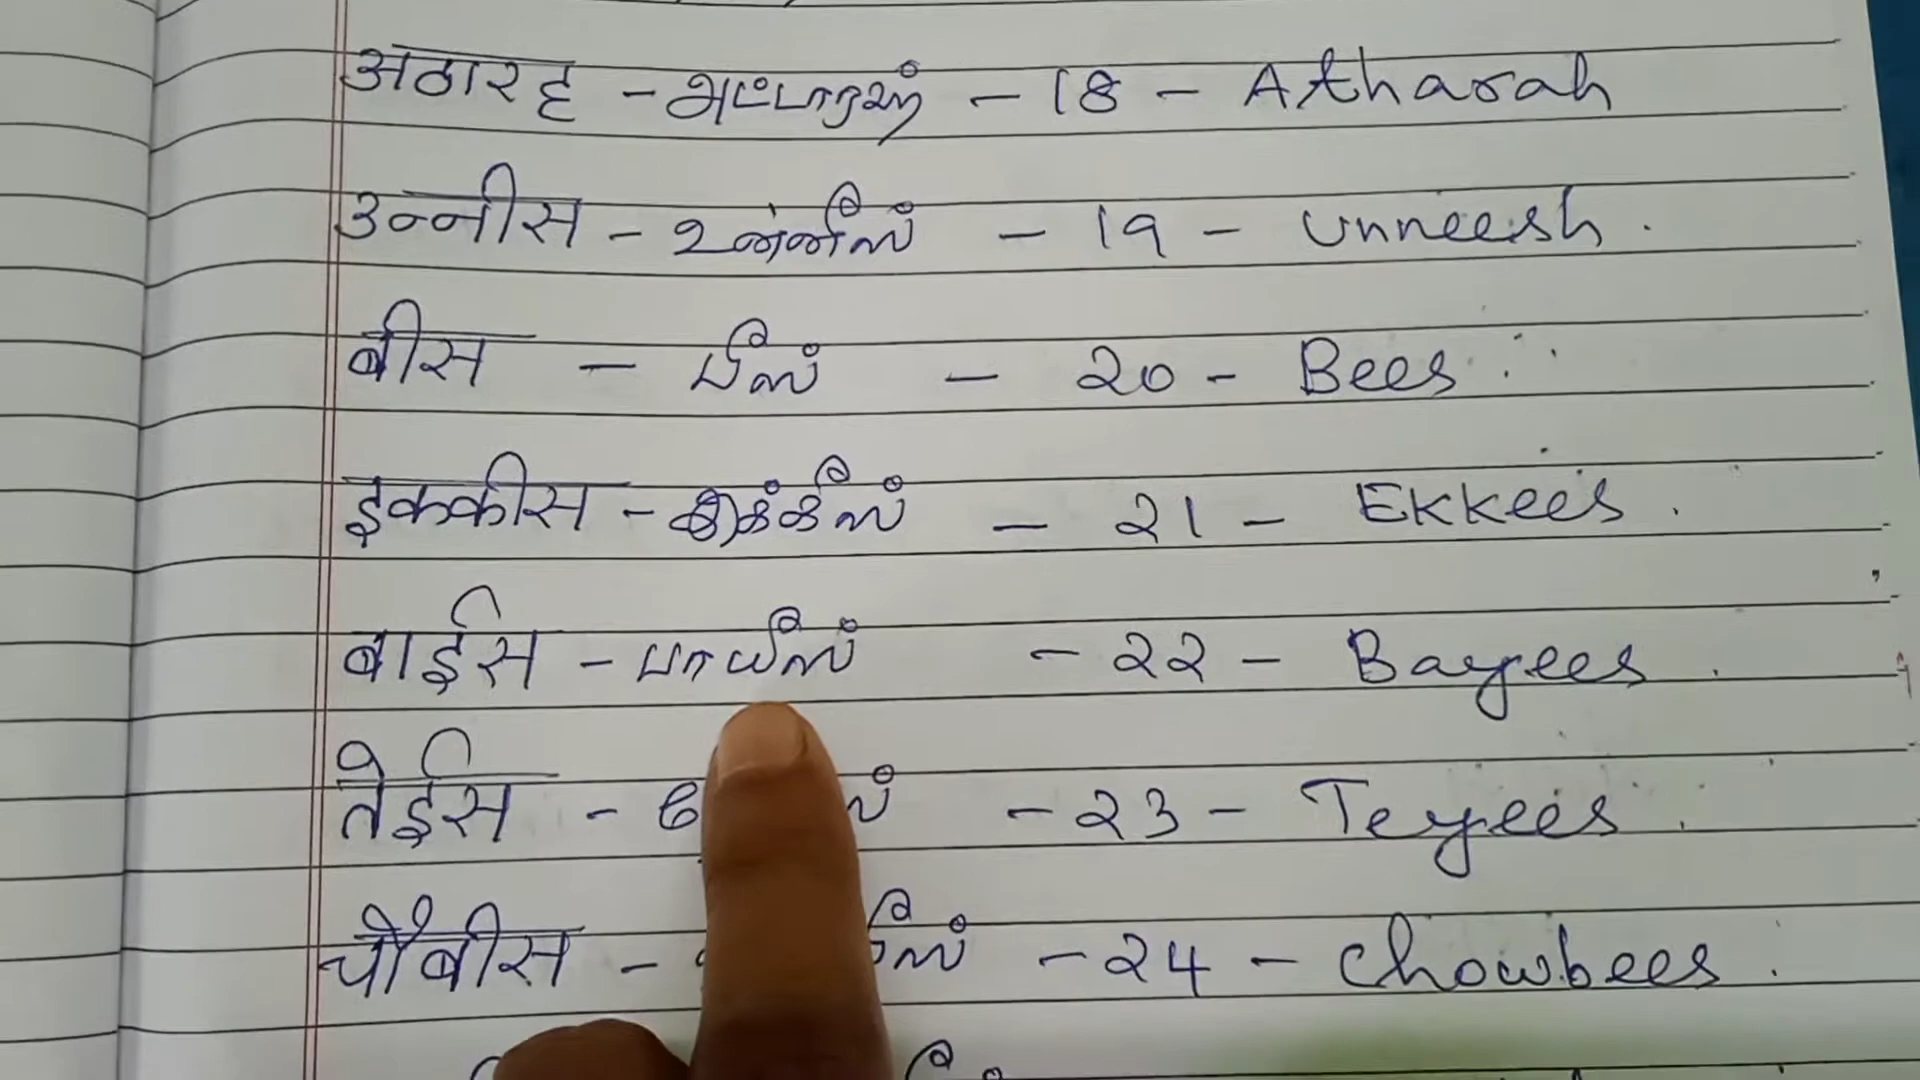 अठारह - அட்டாரஹ் - 18 - Atharah
उन्नीस - உன்னீஸ் - 19 - unneesh.
बीस - பீஸ் - 20 - Bees.
इककीस - இக்கீஸ் - 21 - Ekkees.
बाईस - பாயீஸ் - 22 - Bayees.
तेईस - - 23 - Teyees.
चौबीस - - 24 - chowbees.